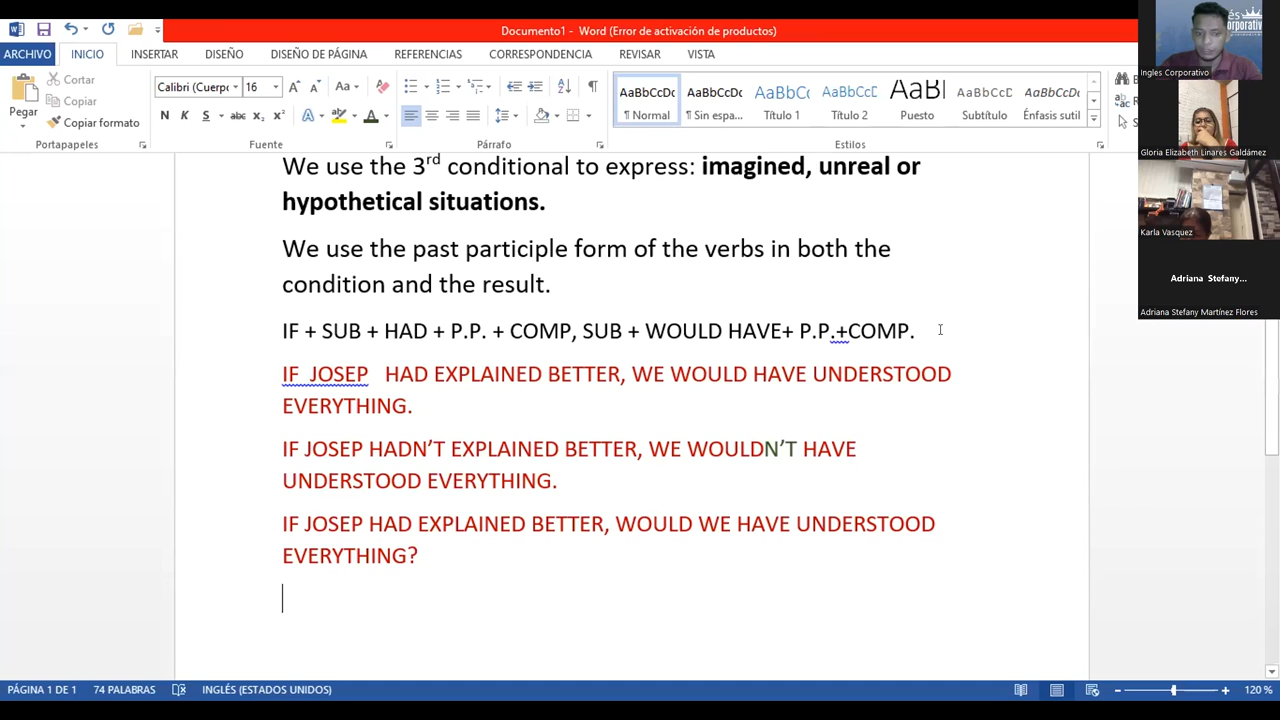 Documento1 - Word (Error de activación de productos)
ARCHIVO INICIO INSERTAR DISEÑO DISEÑO DE PÁGINA REFERENCIAS CORRESPONDENCIA REVISAR VISTA
Pegar
Cortar
Copiar
Copiar formato
Calibri (Cuerpo 16
N K S abc x₂ x²
AaBbCcDc AaBbCcDc AaBbCc AaBbCcD AaBl AaBbCcD AaBbCcDc
¶ Normal ¶ Sin espa... Título 1 Título 2 Puesto Subtítulo Énfasis sutil
Portapapeles Fuente Párrafo Estilos
Ingles Corporativo
Gloria Elizabeth Linares Galdámez
Karla Vasquez
Adriana Stefany...
Adriana Stefany Martínez Flores
We use the 3rd conditional to express: imagined, unreal or
hypothetical situations.
We use the past participle form of the verbs in both the
condition and the result.
IF + SUB + HAD + P.P. + COMP, SUB + WOULD HAVE+ P.P.+COMP.
IF JOSEP HAD EXPLAINED BETTER, WE WOULD HAVE UNDERSTOOD
EVERYTHING.
IF JOSEP HADN'T EXPLAINED BETTER, WE WOULDN'T HAVE
UNDERSTOOD EVERYTHING.
IF JOSEP HAD EXPLAINED BETTER, WOULD WE HAVE UNDERSTOOD
EVERYTHING?
PÁGINA 1 DE 1 74 PALABRAS INGLÉS (ESTADOS UNIDOS) 120 %